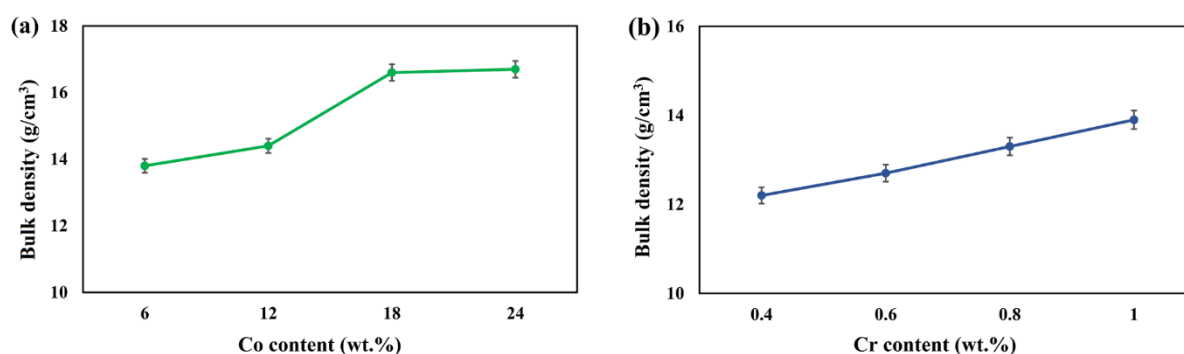 (a)
18
16
14
12
10
Bulk density (g/cm³)
6 12 18 24
Co content (wt.%)
(b)
16
14
12
10
Bulk density (g/cm³)
0.4 0.6 0.8 1
Cr content (wt.%)